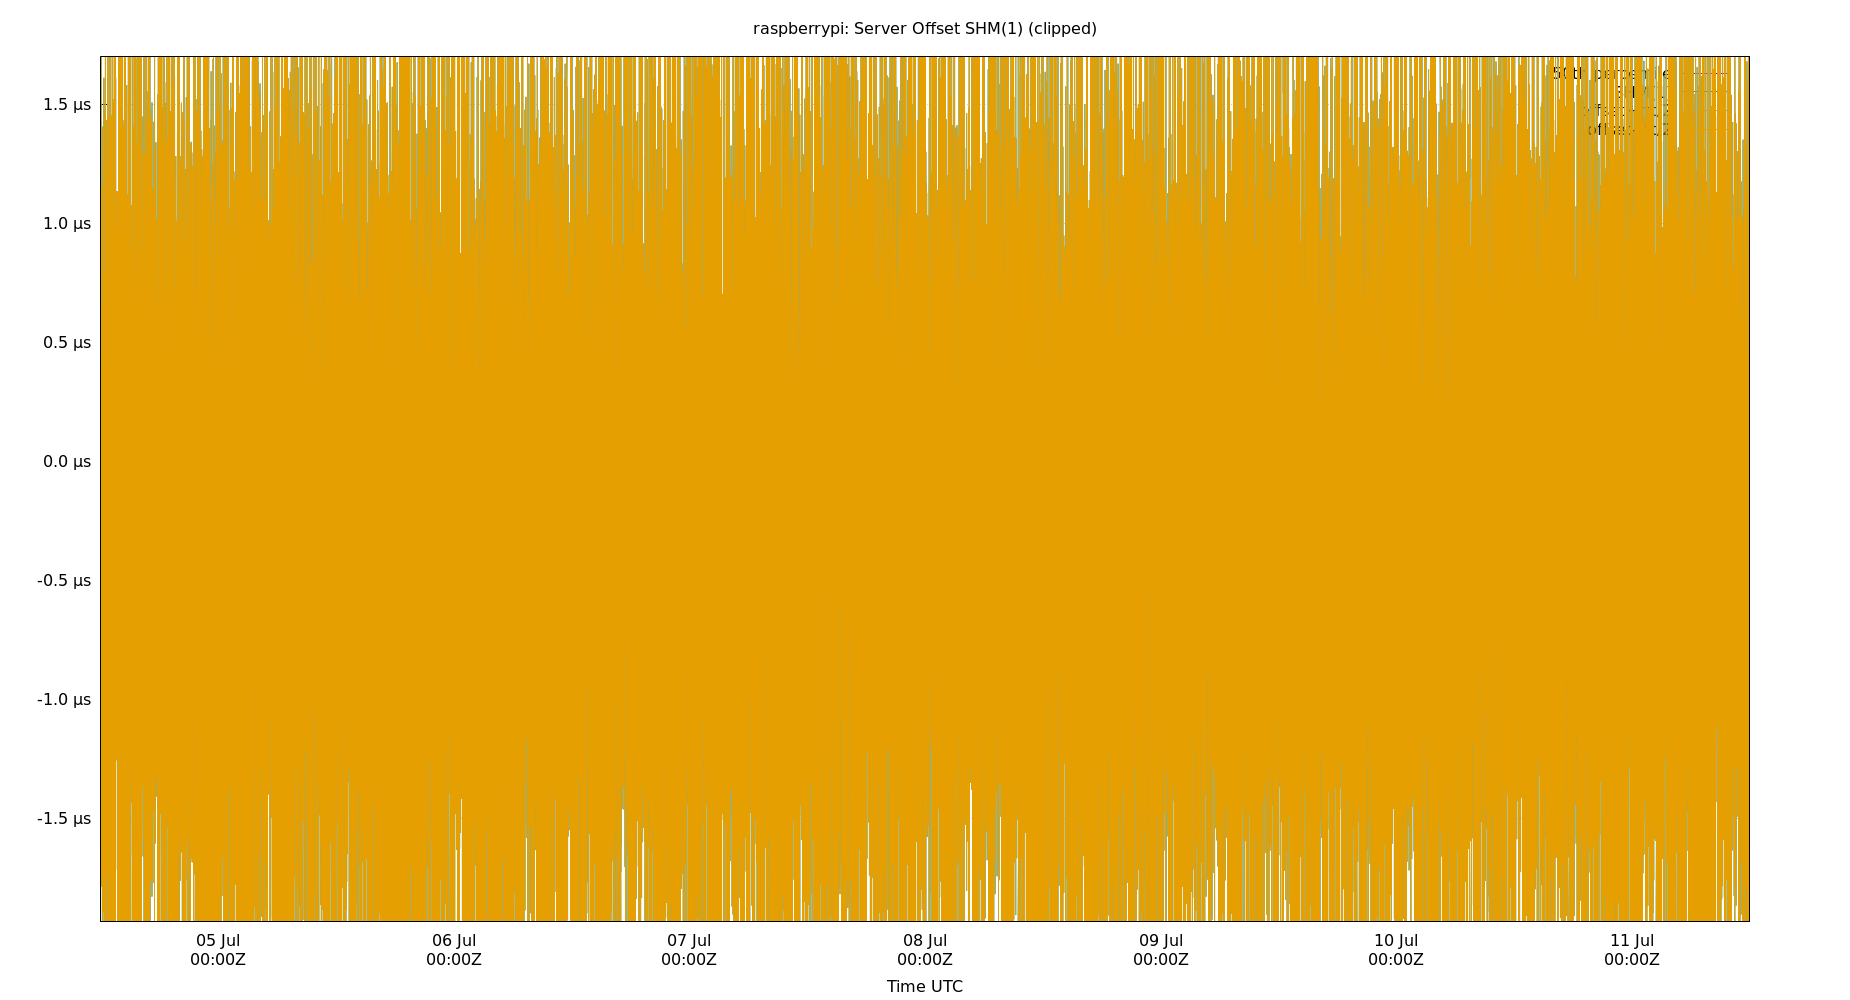 raspberrypi: Server Offset SHM(1) (clipped)
1.5 µs
1.0 µs
0.5 µs
0.0 µs
-0.5 µs
-1.0 µs
-1.5 µs
05 Jul 06 Jul 07 Jul 08 Jul 09 Jul 10 Jul 11 Jul
00:00Z 00:00Z 00:00Z 00:00Z 00:00Z 00:00Z 00:00Z
Time UTC